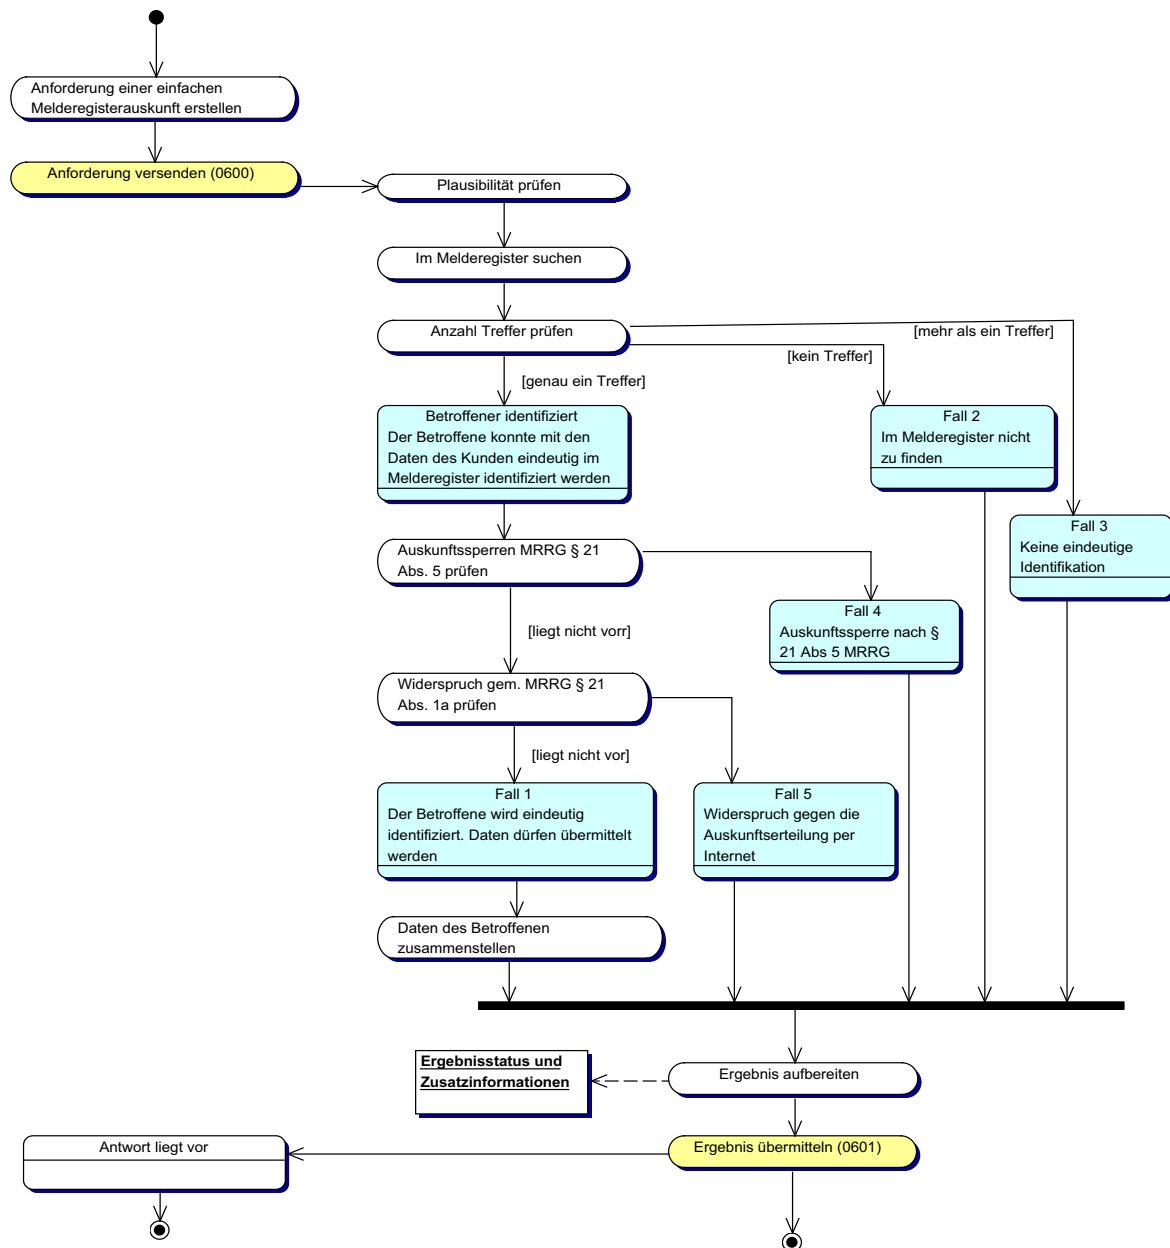 Anforderung einer einfachen
Melderegisterauskunft erstellen
Anforderung versenden (0600)
Plausibilität prüfen
Im Melderegister suchen
Anzahl Treffer prüfen
[mehr als ein Treffer]
[kein Treffer]
[genau ein Treffer]
Betroffener identifiziert
Der Betroffene konnte mit den
Daten des Kunden eindeutig im
Melderegister identifiziert werden
Fall 2
Im Melderegister nicht
zu finden
Fall 3
Keine eindeutige
Identifikation
Auskunftssperren MRRG § 21
Abs. 5 prüfen
Fall 4
Auskunftssperre nach §
21 Abs 5 MRRG
[liegt nicht vorr]
Widerspruch gem. MRRG § 21
Abs. 1a prüfen
[liegt nicht vor]
Fall 1
Der Betroffene wird eindeutig
identifiziert. Daten dürfen übermittelt
werden
Fall 5
Widerspruch gegen die
Auskunftserteilung per
Internet
Daten des Betroffenen
zusammenstellen
Ergebnisstatus und
Zusatzinformationen
Ergebnis aufbereiten
Antwort liegt vor
Ergebnis übermitteln (0601)